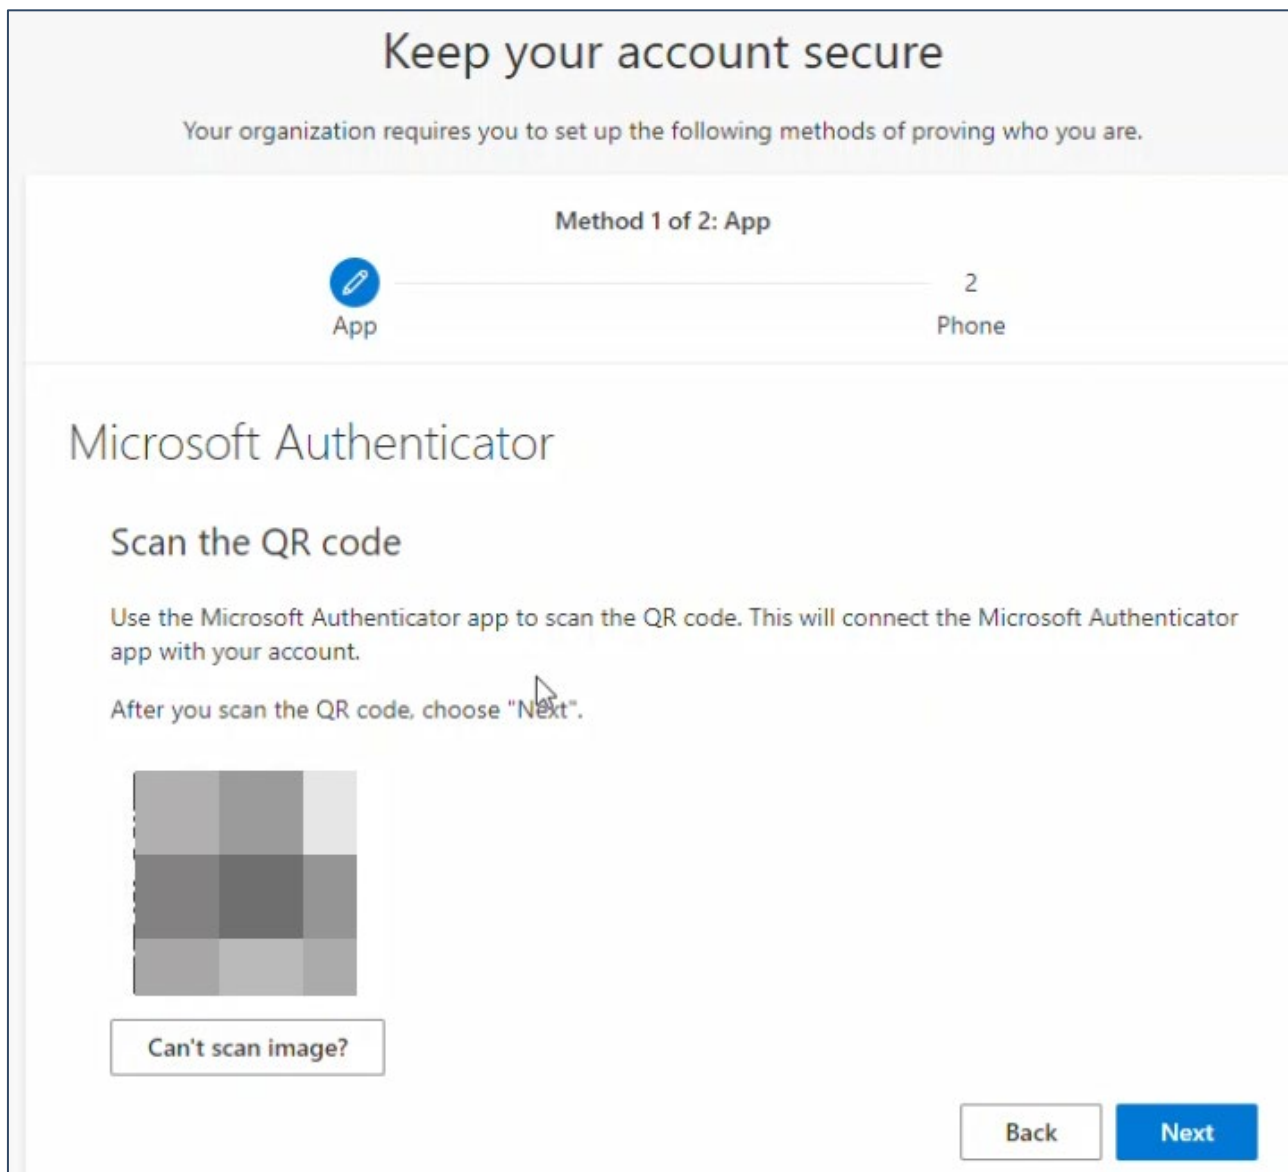 Keep your account secure
Your organization requires you to set up the following methods of proving who you are.
Method 1 of 2: App
2
App
Phone
Microsoft Authenticator
Scan the QR code
Use the Microsoft Authenticator app to scan the QR code. This will connect the Microsoft Authenticator
app with your account.
After you scan the QR code, choose "Next".
Can't scan image?
Back
Next